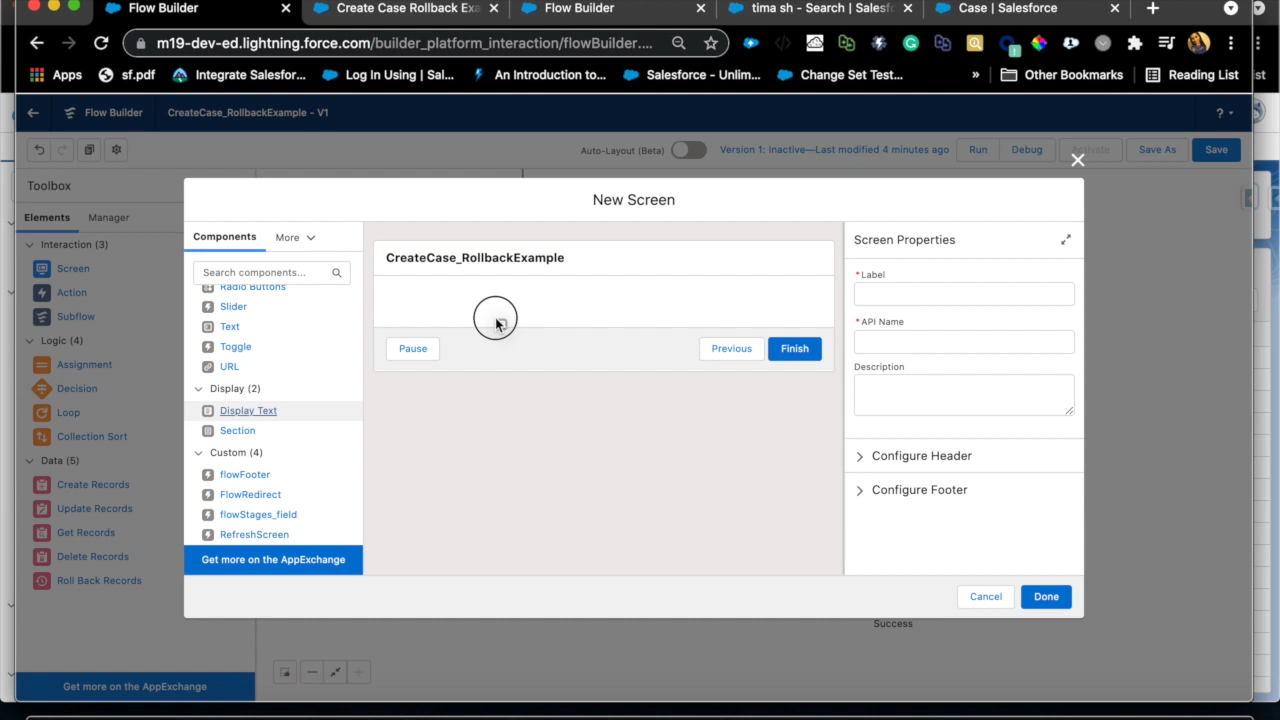 Flow Builder
Create Case Rollback Exa
Flow Builder
tima sh - Search | Salesf
Case | Salesforce
m19-dev-ed.lightning.force.com/builder_platform_interaction/flowBuilder....
Apps
sf.pdf
Integrate Salesfor...
Log In Using | Sal...
An Introduction to...
Salesforce - Unlim...
Change Set Test...
»
Other Bookmarks
Reading List
st
Flow Builder
CreateCase_RollbackExample - V1
?
Auto-Layout (Beta)
Version 1: Inactive—Last modified 4 minutes ago
Run
Debug
Activate
Save As
Save
Toolbox
Elements
Manager
Interaction (3)
Screen
Action
Subflow
Logic (4)
Assignment
Decision
Loop
Collection Sort
Data (5)
Create Records
Update Records
Get Records
Delete Records
Roll Back Records
Get more on the AppExchange
New Screen
Components
More
Search components...
Radio Buttons
Slider
Text
Toggle
URL
Display (2)
Display Text
Section
Custom (4)
flowFooter
FlowRedirect
flowStages_field
RefreshScreen
Get more on the AppExchange
CreateCase_RollbackExample
Pause
Previous
Finish
Screen Properties
*Label
*API Name
Description
Configure Header
Configure Footer
Cancel
Done
Success